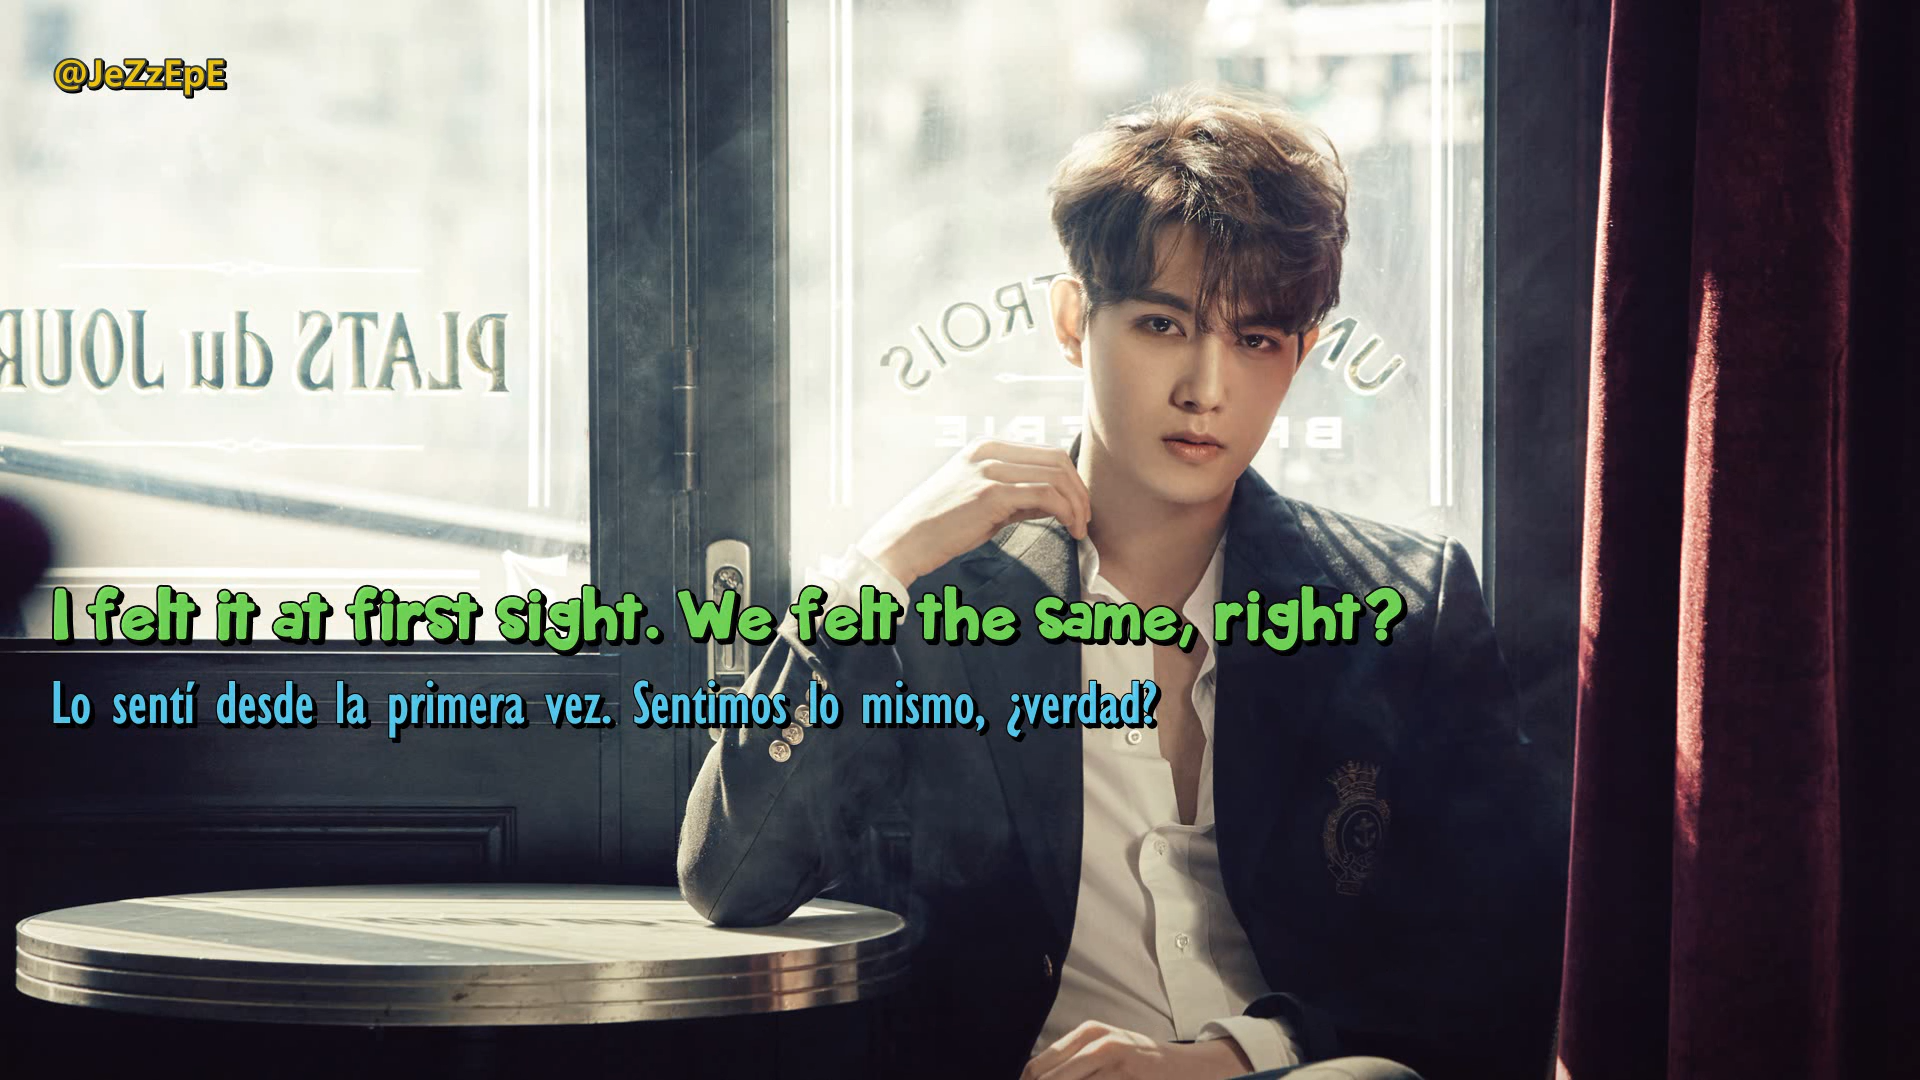 @JeZzEpE
PLATS du JOUR
UN TROIS
I felt it at first sight. We felt the same, right?
Lo sentí desde la primera vez. Sentimos lo mismo, ¿verdad?